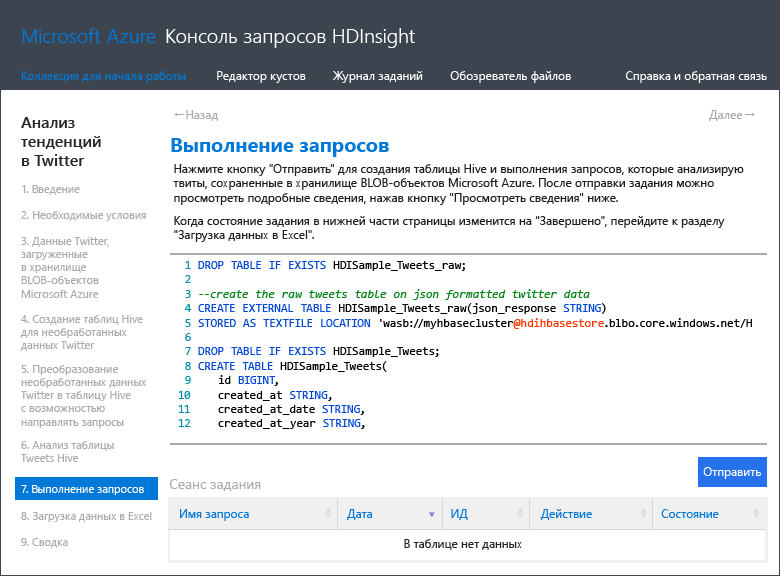 Microsoft Azure Консоль запросов HDInsight
Коллекция для начала работы Редактор кустов Журнал заданий Обозреватель файлов Справка и обратная связь
Анализ
тенденций
в Twitter
1. Введение
2. Необходимые условия
3. Данные Twitter,
загруженные
в хранилище
BLOB-объектов
Microsoft Azure
4. Создание таблиц Hive
для необработанных
данных Twitter
5. Преобразование
необработанных данных
Twitter в таблицу Hive
с возможностью
направлять запросы
6. Анализ таблицы
Tweets Hive
7. Выполнение запросов
8. Загрузка данных в Excel
9. Сводка
←Назад Далее→
Выполнение запросов
Нажмите кнопку "Отправить" для создания таблицы Hive и выполнения запросов, которые анализирую
твиты, сохраненные в хранилище BLOB-объектов Microsoft Azure. После отправки задания можно
просмотреть подробные сведения, нажав кнопку "Просмотреть сведения" ниже.
Когда состояние задания в нижней части страницы изменится на "Завершено", перейдите к разделу
"Загрузка данных в Excel".
1 DROP TABLE IF EXISTS HDISample_Tweets_raw;
2
3 --create the raw tweets table on json formatted twitter data
4 CREATE EXTERNAL TABLE HDISample_Tweets_raw(json_response STRING)
5 STORED AS TEXTFILE LOCATION 'wasb://myhbasecluster@hdihbasestore.blbo.core.windows.net/H
6
7 DROP TABLE IF EXISTS HDISample_Tweets;
8 CREATE TABLE HDISample_Tweets(
9 id BIGINT,
10 created_at STRING,
11 created_at_date STRING,
12 created_at_year STRING,
Отправить
Сеанс задания
Имя запроса Дата ИД Действие Состояние
В таблице нет данных